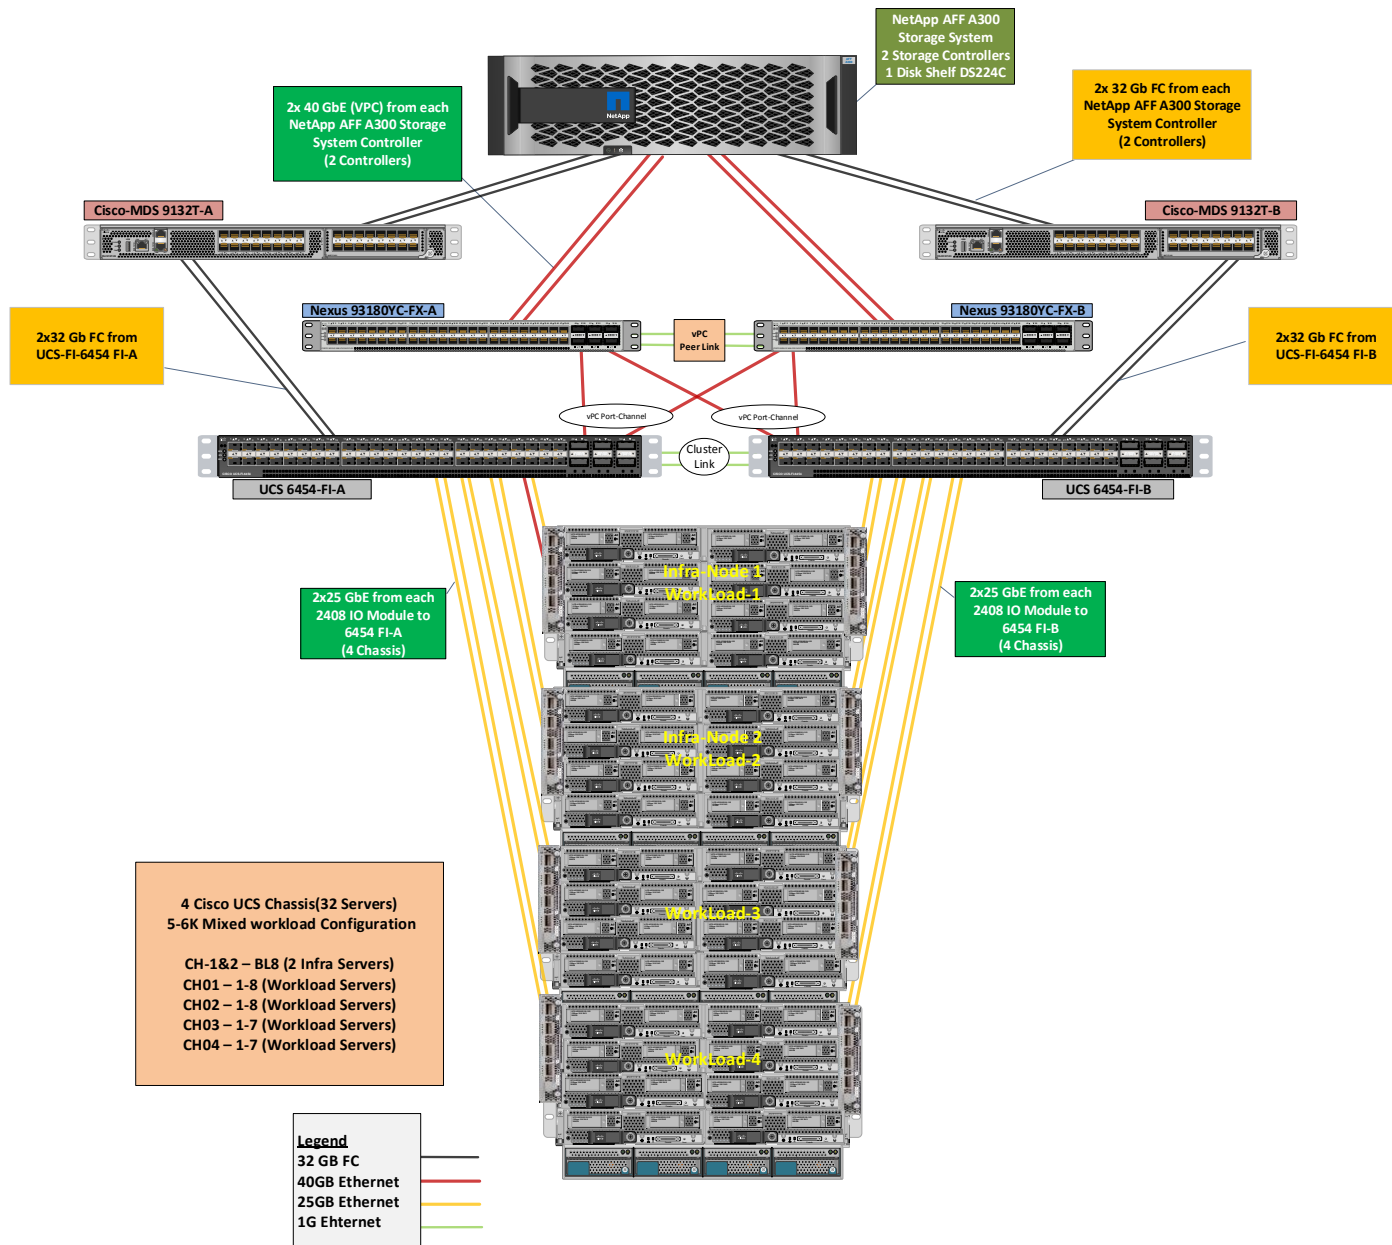 NetApp AFF A300
Storage System
2 Storage Controllers
1 Disk Shelf DS224C
2x 40 GbE (VPC) from each
NetApp AFF A300 Storage
System Controller
(2 Controllers)
2x 32 Gb FC from each
NetApp AFF A300 Storage
System Controller
(2 Controllers)
NetApp
Cisco-MDS 9132T-A
Cisco-MDS 9132T-B
Nexus 93180YC-FX-A
Nexus 93180YC-FX-B
vPC
Peer Link
2x32 Gb FC from
UCS-FI-6454 FI-A
2x32 Gb FC from
UCS-FI-6454 FI-B
vPC Port-Channel
vPC Port-Channel
Cluster
Link
UCS 6454-FI-A
UCS 6454-FI-B
2x25 GbE from each
2408 IO Module to
6454 FI-A
(4 Chassis)
2x25 GbE from each
2408 IO Module to
6454 FI-B
(4 Chassis)
Infra-Node 1
WorkLoad-1
Infra-Node 2
WorkLoad-2
WorkLoad-3
WorkLoad-4
4 Cisco UCS Chassis(32 Servers)
5-6K Mixed workload Configuration
CH-1&2 – BL8 (2 Infra Servers)
CH01 – 1-8 (Workload Servers)
CH02 – 1-8 (Workload Servers)
CH03 – 1-7 (Workload Servers)
CH04 – 1-7 (Workload Servers)
Legend
32 GB FC
40GB Ethernet
25GB Ethernet
1G Ehternet